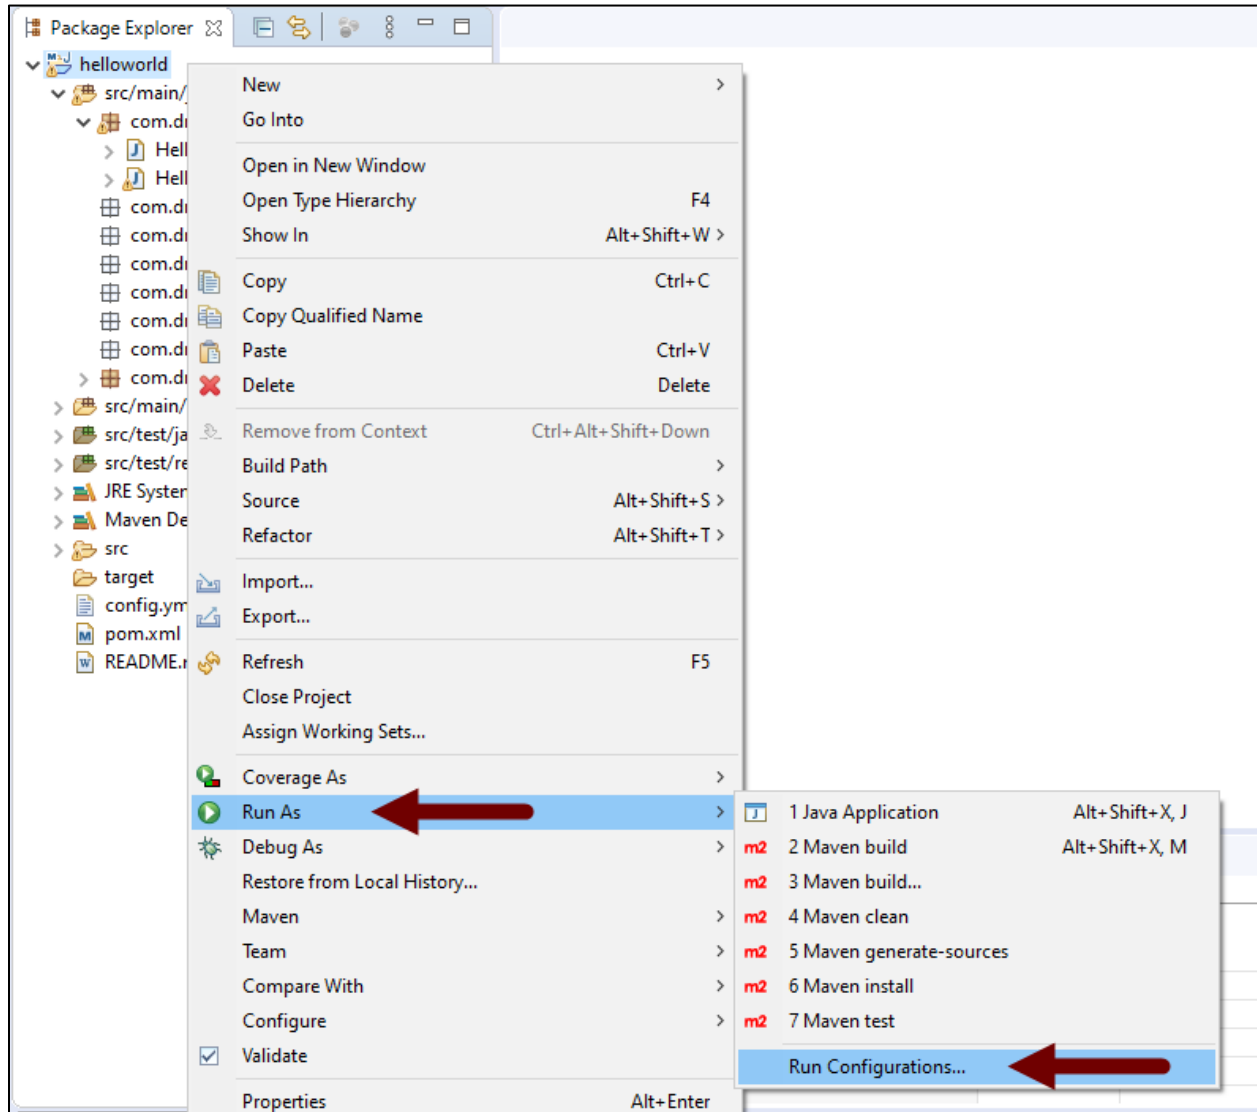 Package Explorer
helloworld
src/main/
com.d
Hell
Hell
com.d
com.d
com.d
com.d
com.d
com.d
com.d
src/main/
src/test/ja
src/test/re
JRE System
Maven De
src
target
config.ym
pom.xml
README.
New
Go Into
Open in New Window
Open Type Hierarchy F4
Show In Alt+Shift+W >
Copy Ctrl+C
Copy Qualified Name
Paste Ctrl+V
Delete Delete
Remove from Context Ctrl+Alt+Shift+Down
Build Path
Source Alt+Shift+S >
Refactor Alt+Shift+T >
Import...
Export...
Refresh F5
Close Project
Assign Working Sets...
Coverage As
Run As
Debug As
Restore from Local History...
Maven
Team
Compare With
Configure
Validate
Properties Alt+Enter
1 Java Application Alt+Shift+X, J
m2 2 Maven build Alt+Shift+X, M
m2 3 Maven build...
m2 4 Maven clean
m2 5 Maven generate-sources
m2 6 Maven install
m2 7 Maven test
Run Configurations...